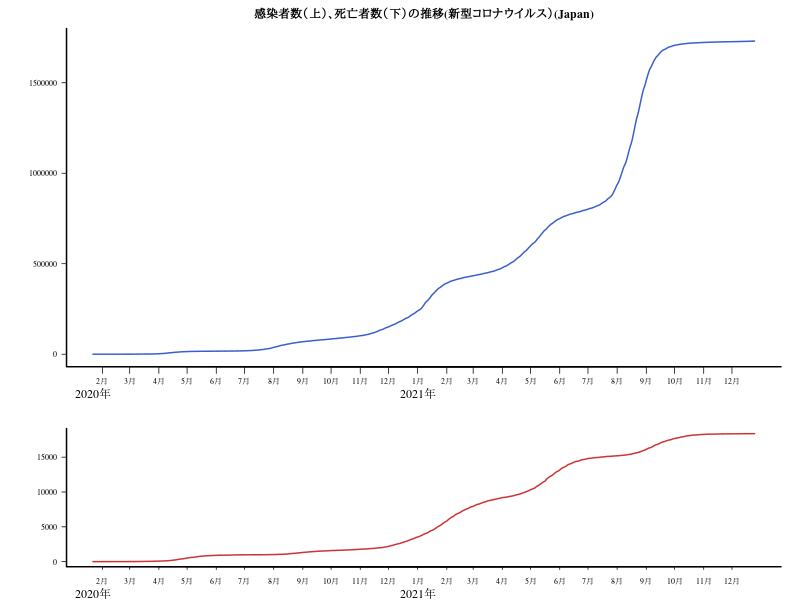 感染者数(上)、死亡者数(下)の推移(新型コロナウイルス)(Japan)
1500000
1000000
500000
0
2月 3月 4月 5月 6月 7月 8月 9月 10月 11月 12月 1月 2月 3月 4月 5月 6月 7月 8月 9月 10月 11月 12月
2020年 2021年
15000
10000
5000
0
2月 3月 4月 5月 6月 7月 8月 9月 10月 11月 12月 1月 2月 3月 4月 5月 6月 7月 8月 9月 10月 11月 12月
2020年 2021年